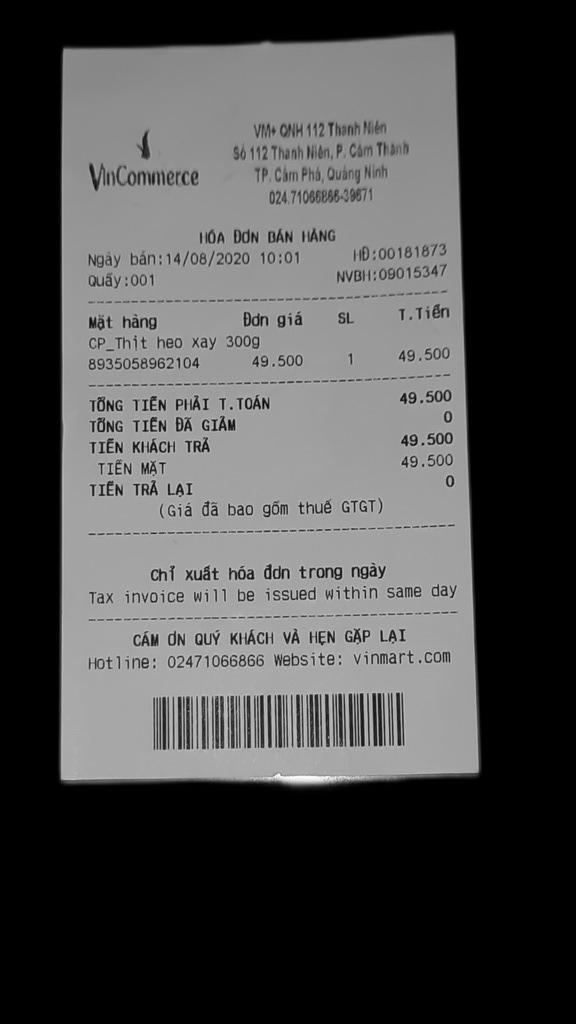 VinCommerce
VM+ QNH 112 Thanh Niên
Số 112 Thanh Niên, P. Cẩm Thành
TP. Cẩm Phả, Quảng Ninh
024.71066866-39671
HÓA ĐƠN BÁN HÀNG
Ngày bán:14/08/2020 10:01 HĐ:00181873
Quầy:001 NVBH:09015347
Mặt hàng Đơn giá SL T.Tiền
CP_Thịt heo xay 300g
8935058962104 49.500 1 49.500
TỔNG TIỀN PHẢI T.TOÁN 49.500
TỔNG TIỀN ĐÃ GIẢM 0
TIỀN KHÁCH TRẢ 49.500
TIỀN MẶT 49.500
TIỀN TRẢ LẠI 0
(Giá đã bao gồm thuế GTGT)
Chỉ xuất hóa đơn trong ngày
Tax invoice will be issued within same day
CẢM ƠN QUÝ KHÁCH VÀ HẸN GẶP LẠI
Hotline: 02471066866 Website: vinmart.com